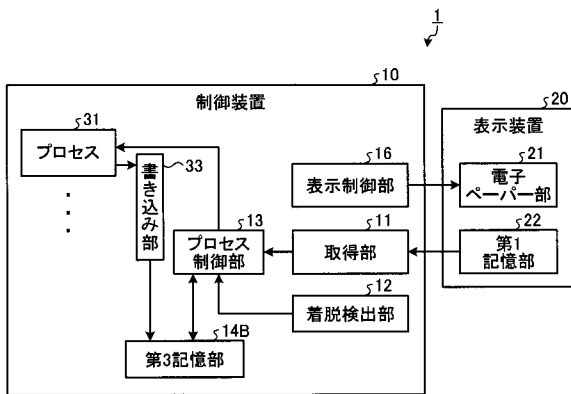 1
10
制御装置
20
表示装置
31
プロセス
33
書き込み部
16
表示制御部
21
電子
ペーパー部
13
プロセス
制御部
11
取得部
22
第1
記憶部
12
着脱検出部
14B
第3記憶部